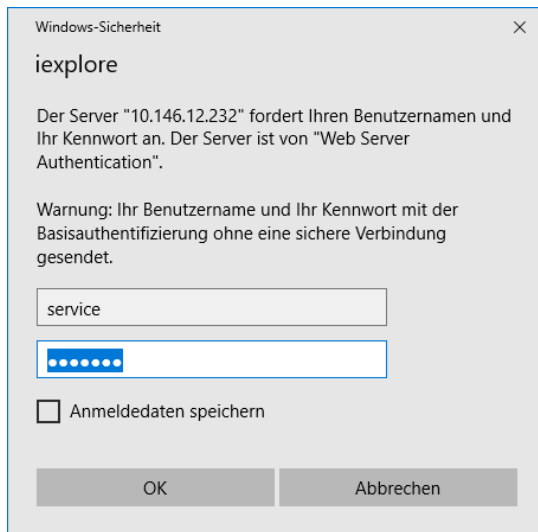 Windows-Sicherheit
iexplore
Der Server "10.146.12.232" fordert Ihren Benutzernamen und
Ihr Kennwort an. Der Server ist von "Web Server
Authentication".
Warnung: Ihr Benutzername und Ihr Kennwort mit der
Basisauthentifizierung ohne eine sichere Verbindung
gesendet.
service
•••••••
Anmeldedaten speichern
OK
Abbrechen